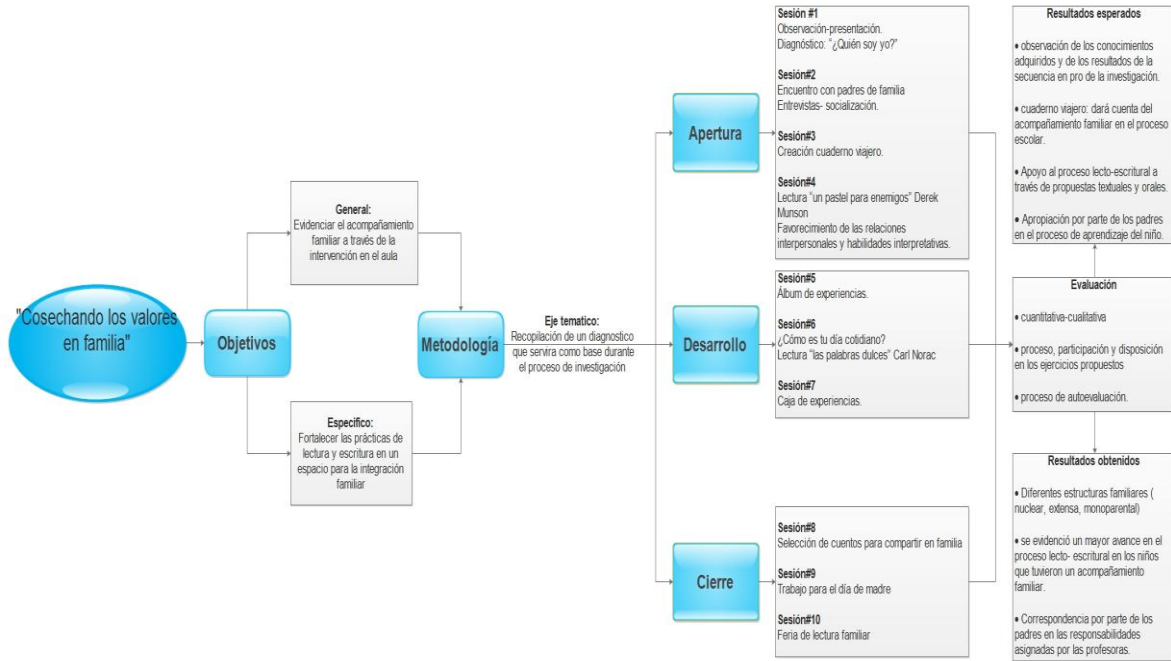 "Cosechando los valores
en familia"
Objetivos
General:
Evidenciar el acompañamiento
familiar a través de la
intervención en el aula
Especifico:
Fortalecer las prácticas de
lectura y escritura en un
espacio para la integración
familiar
Metodología
Eje tematico:
Recopilación de un diagnostico
que servira como base durante
el proceso de investigación
Apertura
Sesión #1
Observación-presentación.
Diagnóstico: "¿Quién soy yo?"
Sesión#2
Encuentro con padres de familia
Entrevistas- socialización.
Sesión#3
Creación cuaderno viajero.
Sesión#4
Lectura "un pastel para enemigos" Derek
Munson
Favorecimiento de las relaciones
interpersonales y habilidades interpretativas.
Desarrollo
Sesión#5
Álbum de experiencias.
Sesión#6
¿Cómo es tu día cotidiano?
Lectura "las palabras dulces" Carl Norac
Sesión#7
Caja de experiencias.
Cierre
Sesión#8
Selección de cuentos para compartir en familia
Sesión#9
Trabajo para el día de madre
Sesión#10
Feria de lectura familiar
Resultados esperados
• observación de los conocimientos
adquiridos y de los resultados de la
secuencia en pro de la investigación.
• cuaderno viajero: dará cuenta del
acompañamiento familiar en el proceso
escolar.
• Apoyo al proceso lecto-escritural a
través de propuestas textuales y orales.
• Apropiación por parte de los padres
en el proceso de aprendizaje del niño.
Evaluación
• cuantitativa-cualitativa
• proceso, participación y disposición
en los ejercicios propuestos
• proceso de autoevaluación.
Resultados obtenidos
• Diferentes estructuras familiares (
nuclear, extensa, monoparental)
• se evidenció un mayor avance en el
proceso lecto- escritural en los niños
que tuvieron un acompañamiento
familiar.
• Correspondencia por parte de los
padres en las responsabilidades
asignadas por las profesoras.